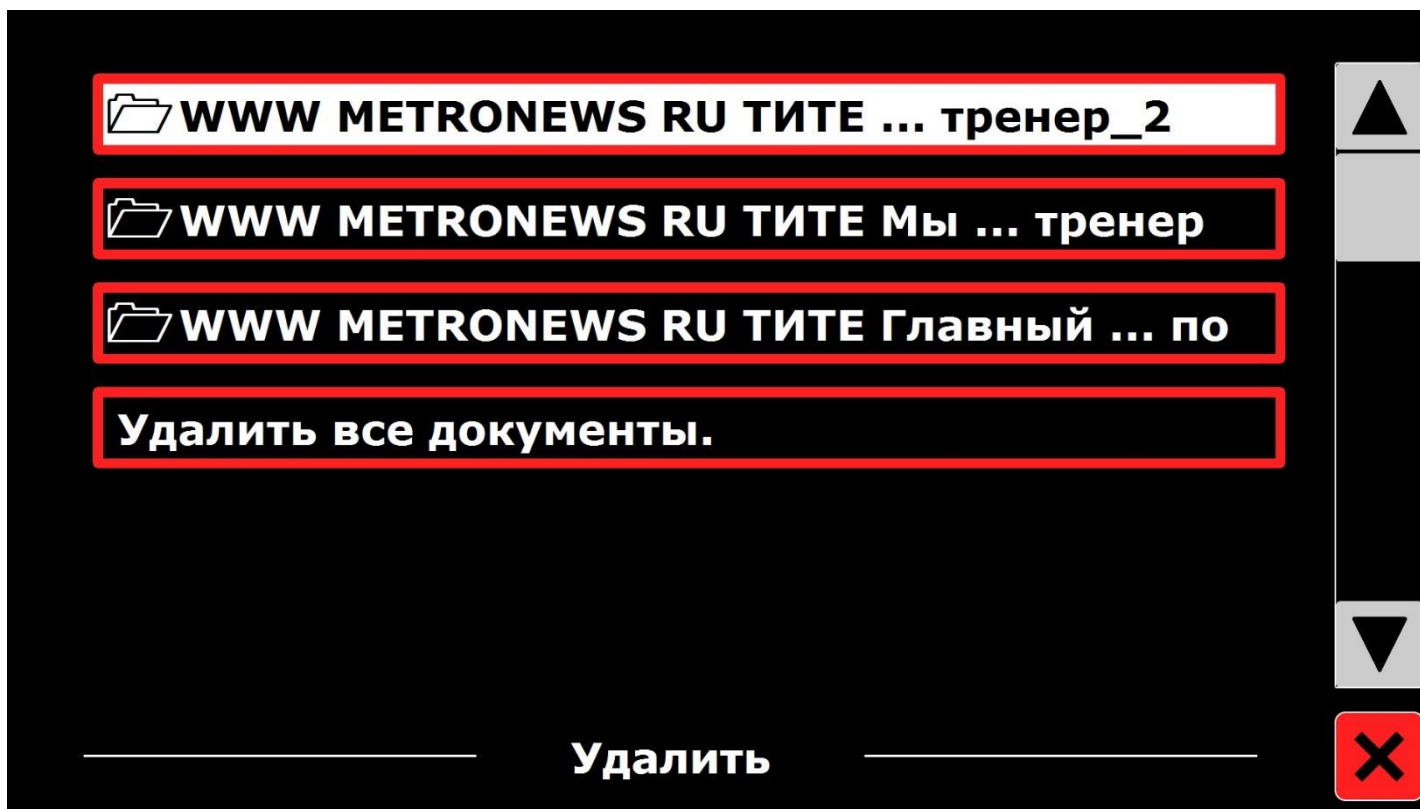 WWW METRONEWS RU ТИТЕ ... тренер_2
WWW METRONEWS RU ТИТЕ Мы ... тренер
WWW METRONEWS RU ТИТЕ Главный ... по
Удалить все документы.
Удалить